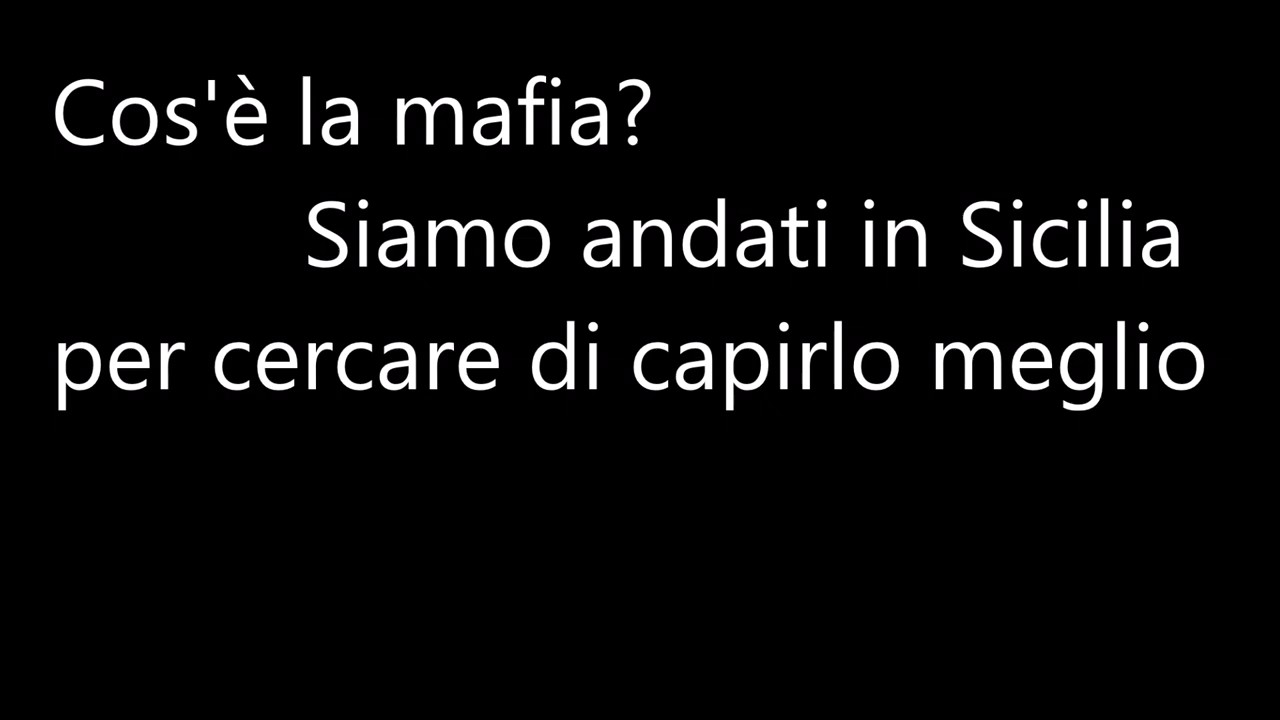 Cos'è la mafia?
Siamo andati in Sicilia
per cercare di capirlo meglio